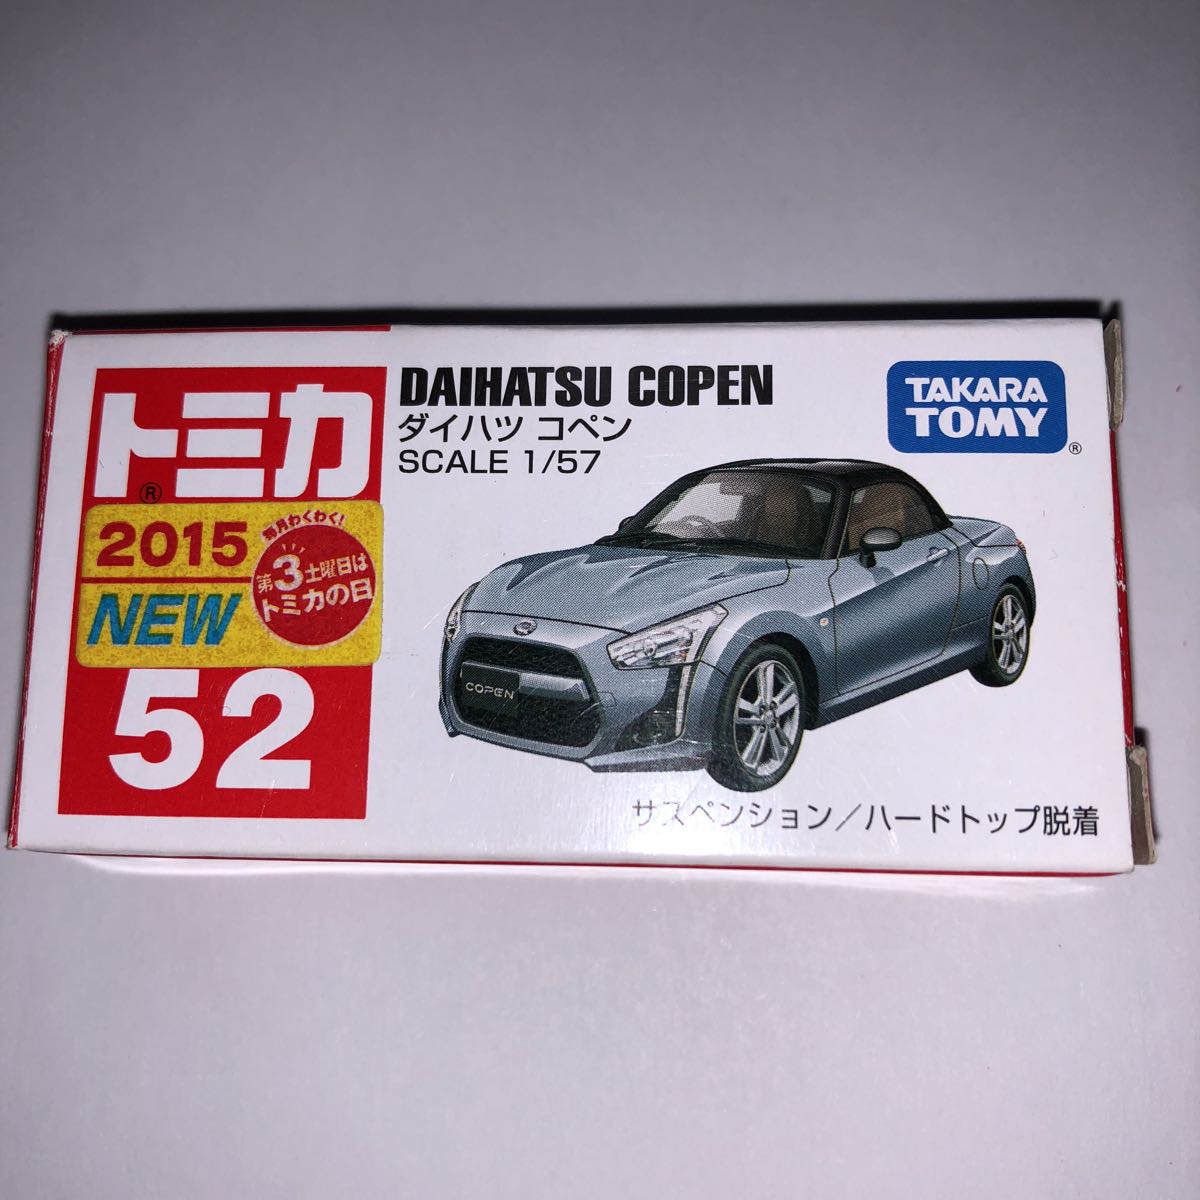 トミカ
®
2015
NEW
毎月わくわく!
第3土曜日は
トミカの日
52
DAIHATSU COPEN
ダイハツ コペン
SCALE 1/57
TAKARA
TOMY
®
COPEN
サスペンション/ハードトップ脱着